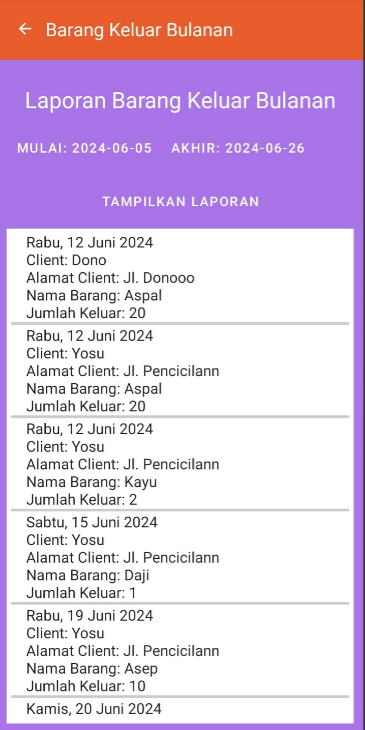 Barang Keluar Bulanan
Laporan Barang Keluar Bulanan
MULAI: 2024-06-05 AKHIR: 2024-06-26
TAMPILKAN LAPORAN
Rabu, 12 Juni 2024
Client: Dono
Alamat Client: Jl. Donooo
Nama Barang: Aspal
Jumlah Keluar: 20
Rabu, 12 Juni 2024
Client: Yosu
Alamat Client: Jl. Pencicilann
Nama Barang: Aspal
Jumlah Keluar: 20
Rabu, 12 Juni 2024
Client: Yosu
Alamat Client: Jl. Pencicilann
Nama Barang: Kayu
Jumlah Keluar: 2
Sabtu, 15 Juni 2024
Client: Yosu
Alamat Client: Jl. Pencicilann
Nama Barang: Daji
Jumlah Keluar: 1
Rabu, 19 Juni 2024
Client: Yosu
Alamat Client: Jl. Pencicilann
Nama Barang: Asep
Jumlah Keluar: 10
Kamis, 20 Juni 2024